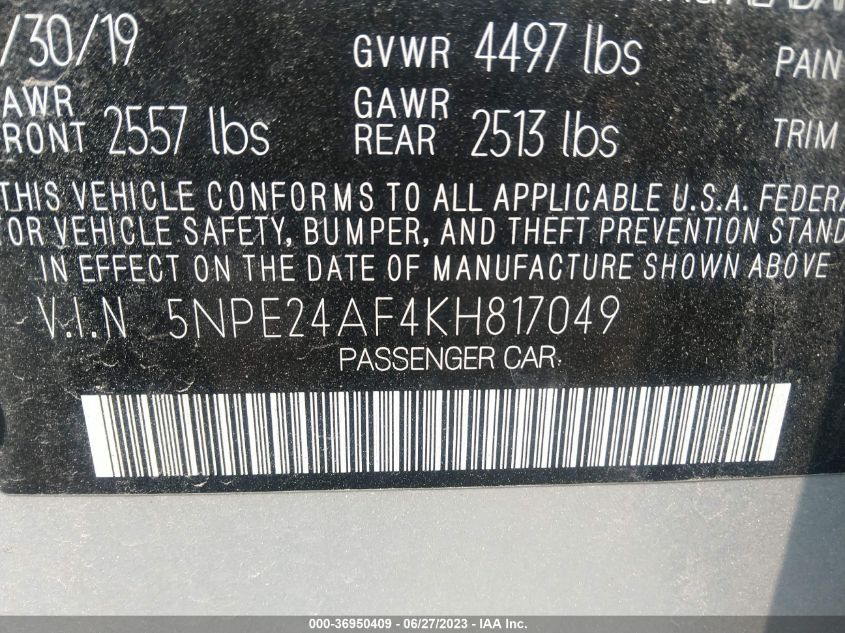 /30/19 GVWR 4497 lbs PAIN
AWR GAWR
RONT 2557 lbs REAR 2513 lbs TRIM
THIS VEHICLE CONFORMS TO ALL APPLICABLE U.S.A. FEDERA
OR VEHICLE SAFETY, BUMPER, AND THEFT PREVENTION STAND
IN EFFECT ON THE DATE OF MANUFACTURE SHOWN ABOVE
V.I.N 5NPE24AF4KH817049
PASSENGER CAR
000-36950409 - 06/27/2023 - IAA Inc.